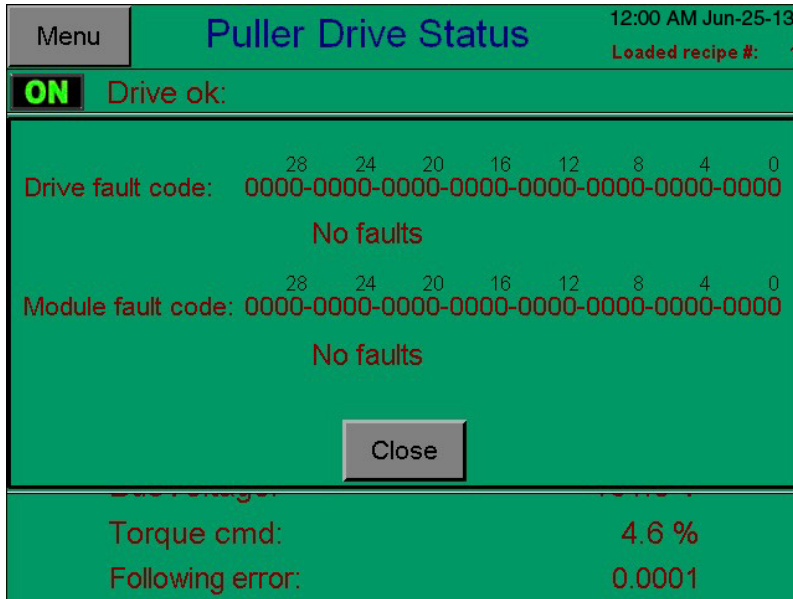 Menu
Puller Drive Status
12:00 AM Jun-25-13
Loaded recipe #:
ON Drive ok:
28 24 20 16 12 8 4 0
Drive fault code: 0000-0000-0000-0000-0000-0000-0000-0000
No faults
28 24 20 16 12 8 4 0
Module fault code: 0000-0000-0000-0000-0000-0000-0000-0000
No faults
Close
Torque cmd: 4.6 %
Following error: 0.0001